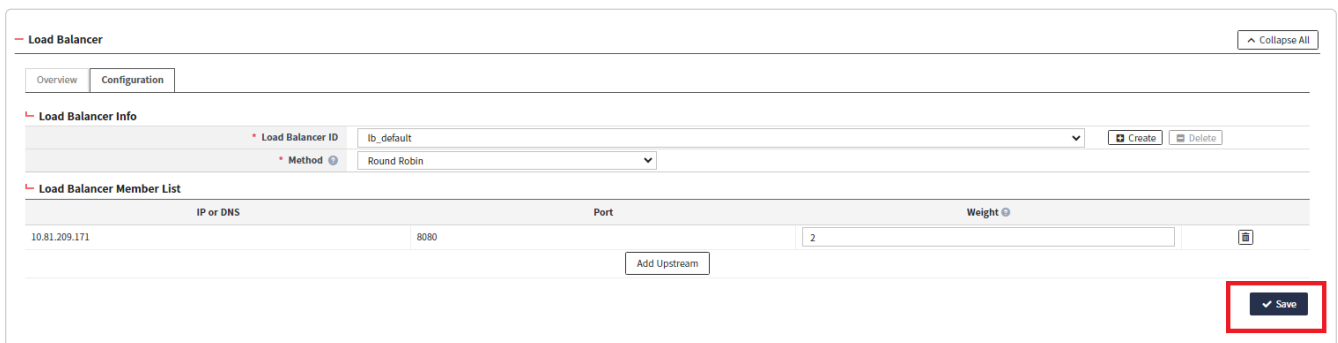 Load Balancer
Collapse All
Overview Configuration
Load Balancer Info
* Load Balancer ID lb_default Create Delete
* Method Round Robin
Load Balancer Member List
IP or DNS Port Weight
10.81.209.171 8080 2
Add Upstream
Save